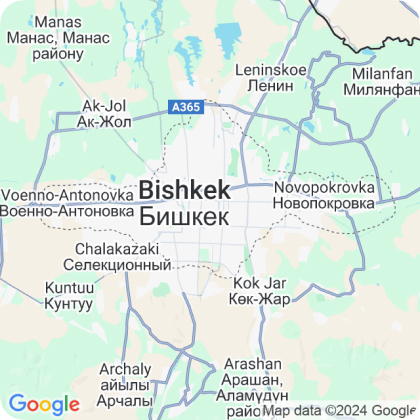 Manas
Манас, Манас
району
Leninskoe
Ленин
Milanfan
Милянфан
Ak-Jol
Ак-Жол
A365
Voenno-Antonovka
Военно-Антоновка
Bishkek
Бишкек
Novopokrovka
Новопокровка
Chalakazaki
Селекционный
Kuntuu
Кунтуу
Kok Jar
Көк-Жар
Archaly
айылы
Арчалы
Arashan
Арашан,
Аламүдүн
райо
Google
Map data ©2024 Google